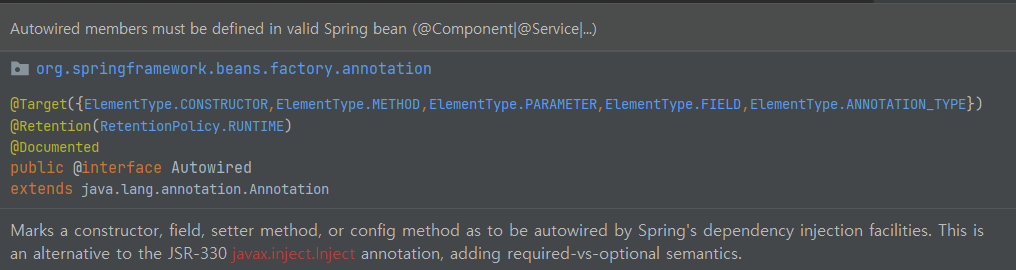 Autowired members must be defined in valid Spring bean (@Component|@Service|...)
org.springframework.beans.factory.annotation
@Target({ElementType.CONSTRUCTOR,ElementType.METHOD,ElementType.PARAMETER,ElementType.FIELD,ElementType.ANNOTATION_TYPE})
@Retention(RetentionPolicy.RUNTIME)
@Documented
public @interface Autowired
extends java.lang.annotation.Annotation
Marks a constructor, field, setter method, or config method as to be autowired by Spring's dependency injection facilities. This is
an alternative to the JSR-330 javax.inject.Inject annotation, adding required-vs-optional semantics.